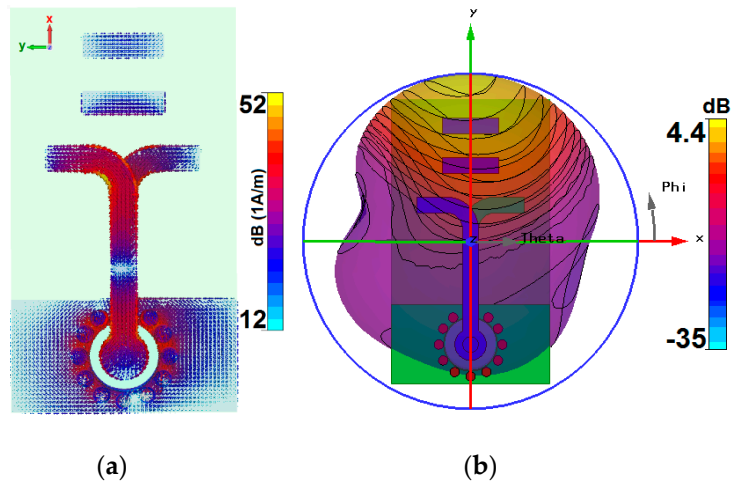 x
y
52
dB (1A/m)
12
y
Phi
z
Theta
x
dB
4.4
-35
(a)
(b)